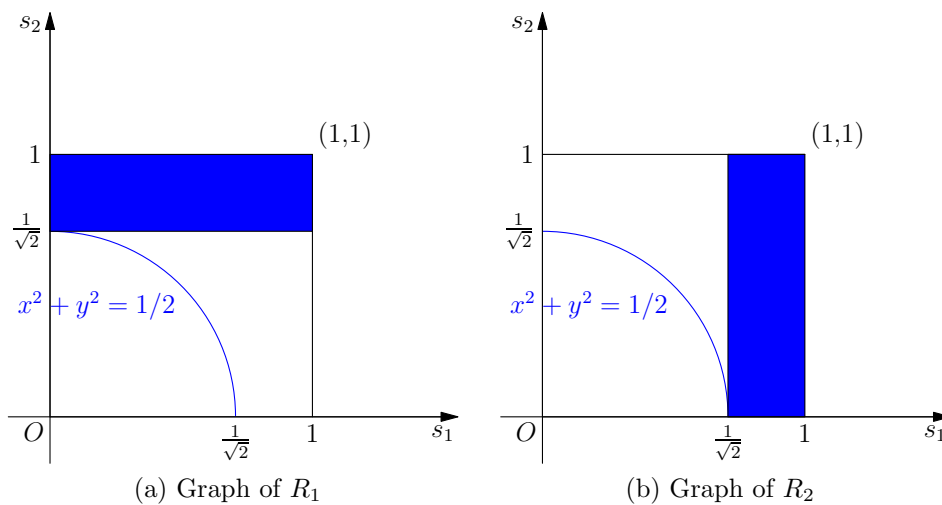 s₂
(1,1)
1
1/√2
x² + y² = 1/2
O
1/√2
1
s₁
(a) Graph of R₁
s₂
(1,1)
1
1/√2
x² + y² = 1/2
O
1/√2
1
s₁
(b) Graph of R₂